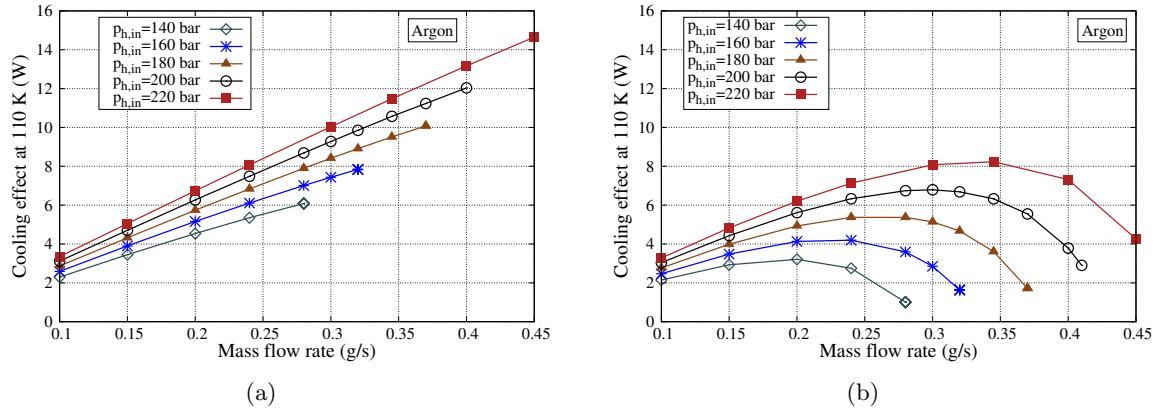 16
14
12
10
8
6
4
2
0
Cooling effect at 110 K (W)
p_h,in=140 bar
p_h,in=160 bar
p_h,in=180 bar
p_h,in=200 bar
p_h,in=220 bar
Argon
0.1 0.15 0.2 0.25 0.3 0.35 0.4 0.45
Mass flow rate (g/s)
(a)
16
14
12
10
8
6
4
2
0
Cooling effect at 110 K (W)
p_h,in=140 bar
p_h,in=160 bar
p_h,in=180 bar
p_h,in=200 bar
p_h,in=220 bar
Argon
0.1 0.15 0.2 0.25 0.3 0.35 0.4 0.45
Mass flow rate (g/s)
(b)